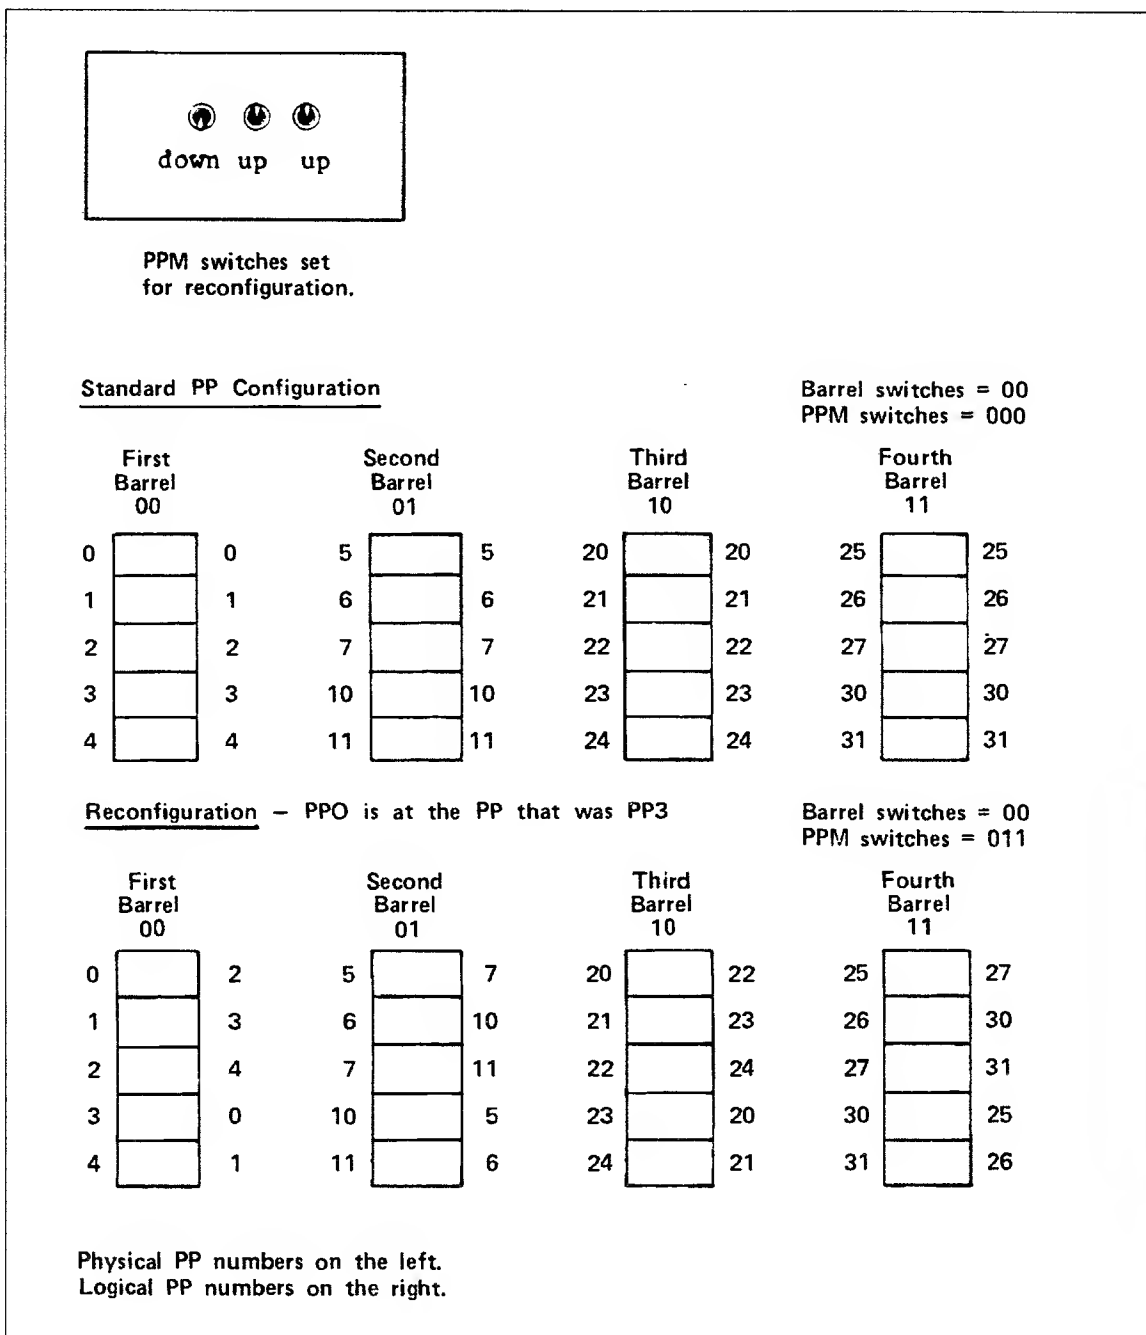 down up up
PPM switches set
for reconfiguration.
Standard PP Configuration
Barrel switches = 00
PPM switches = 000
First Second Third Fourth
Barrel Barrel Barrel Barrel
00 01 10 11
0 0 5 5 20 20 25 25
1 1 6 6 21 21 26 26
2 2 7 7 22 22 27 27
3 3 10 10 23 23 30 30
4 4 11 11 24 24 31 31
Reconfiguration – PPO is at the PP that was PP3
Barrel switches = 00
PPM switches = 011
First Second Third Fourth
Barrel Barrel Barrel Barrel
00 01 10 11
0 2 5 7 20 22 25 27
1 3 6 10 21 23 26 30
2 4 7 11 22 24 27 31
3 0 10 5 23 20 30 25
4 1 11 6 24 21 31 26
Physical PP numbers on the left.
Logical PP numbers on the right.